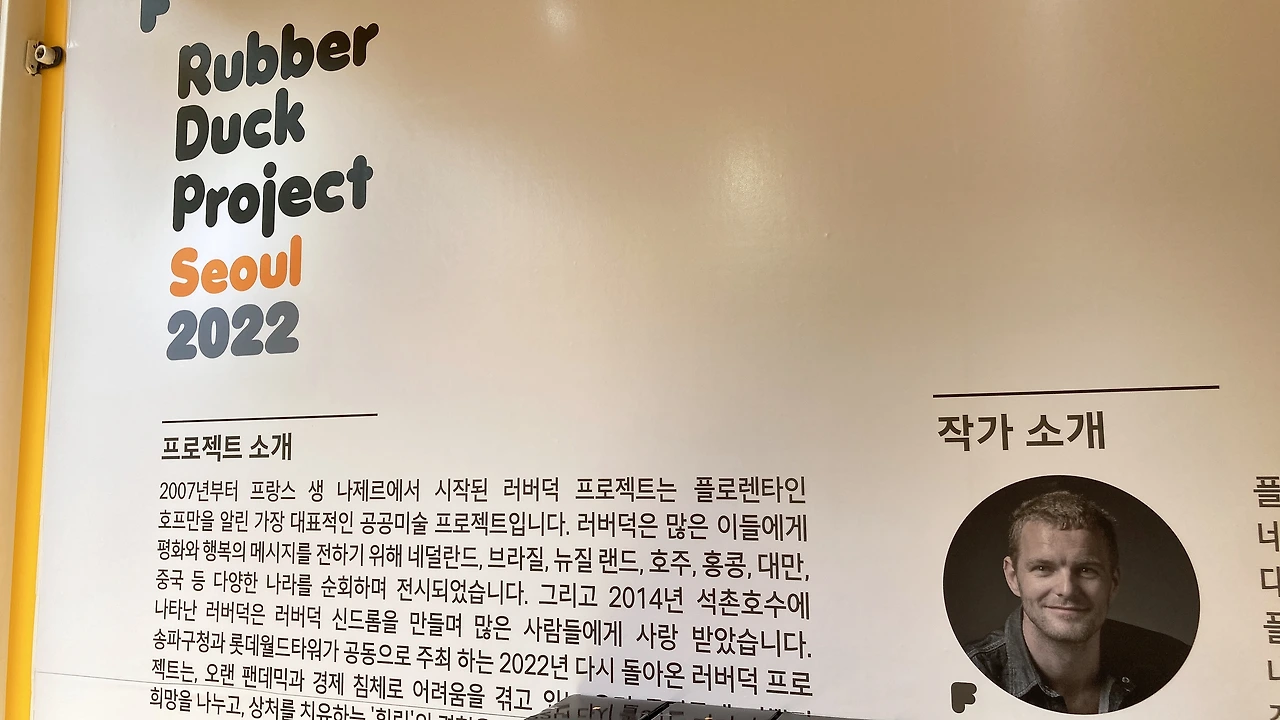 Rubber
Duck
Project
Seoul
2022
프로젝트 소개
2007년부터 프랑스 생 나제르에서 시작된 러버덕 프로젝트는 플로렌타인
호프만을 알린 가장 대표적인 공공미술 프로젝트입니다. 러버덕은 많은 이들에게
평화와 행복의 메시지를 전하기 위해 네덜란드, 브라질, 뉴질랜드, 호주, 홍콩, 대만,
중국 등 다양한 나라를 순회하며 전시되었습니다. 그리고 2014년 석촌호수에
나타난 러버덕은 러버덕 신드롬을 만들며 많은 사람들에게 사랑 받았습니다.
송파구청과 롯데월드타워가 공동으로 주최 하는 2022년 다시 돌아온 러버덕 프로
젝트는, 오랜 팬데믹과 경제 침체로 어려움을 겪고
희망을 나누고, 상처를 치유하는 '힐링'의
작가 소개